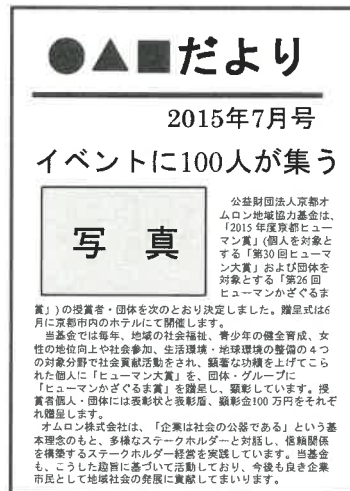 ●▲■だより
2015年7月号
イベントに100人が集う
写 真
公益財団法人京都オ
ムロン地域協力基金は、
「2015 年度京都ヒュー
マン賞」(個人を対象と
する「第30 回ヒューマ
ン大賞」および団体を
対象とする「第26 回
ヒューマンかざぐるま
賞」)の授賞者・団体を次のとおり決定しました。贈呈式は6
月に京都市内のホテルにて開催します。
当基金では毎年、地域の社会福祉、青少年の健全育成、女
性の地位向上や社会参加、生活環境・地球環境の整備の4つ
の対象分野で社会貢献活動をされ、顕著な功績を上げてこら
れた個人に「ヒューマン大賞」を、団体・グループに
「ヒューマンかざぐるま賞」を贈呈し、顕彰しています。授
賞者個人・団体には表彰状と表彰盾、顕彰金100 万円をそれぞ
れ贈呈します。
オムロン株式会社は、「企業は社会の公器である」という基
本理念のもと、多様なステークホルダーと対話し、信頼関係
を構築するステークホルダー経営を実践しています。当基金
も、こうした趣旨に基づいて活動しており、今後も良き企業
市民として地域社会の発展に貢献してまいります。